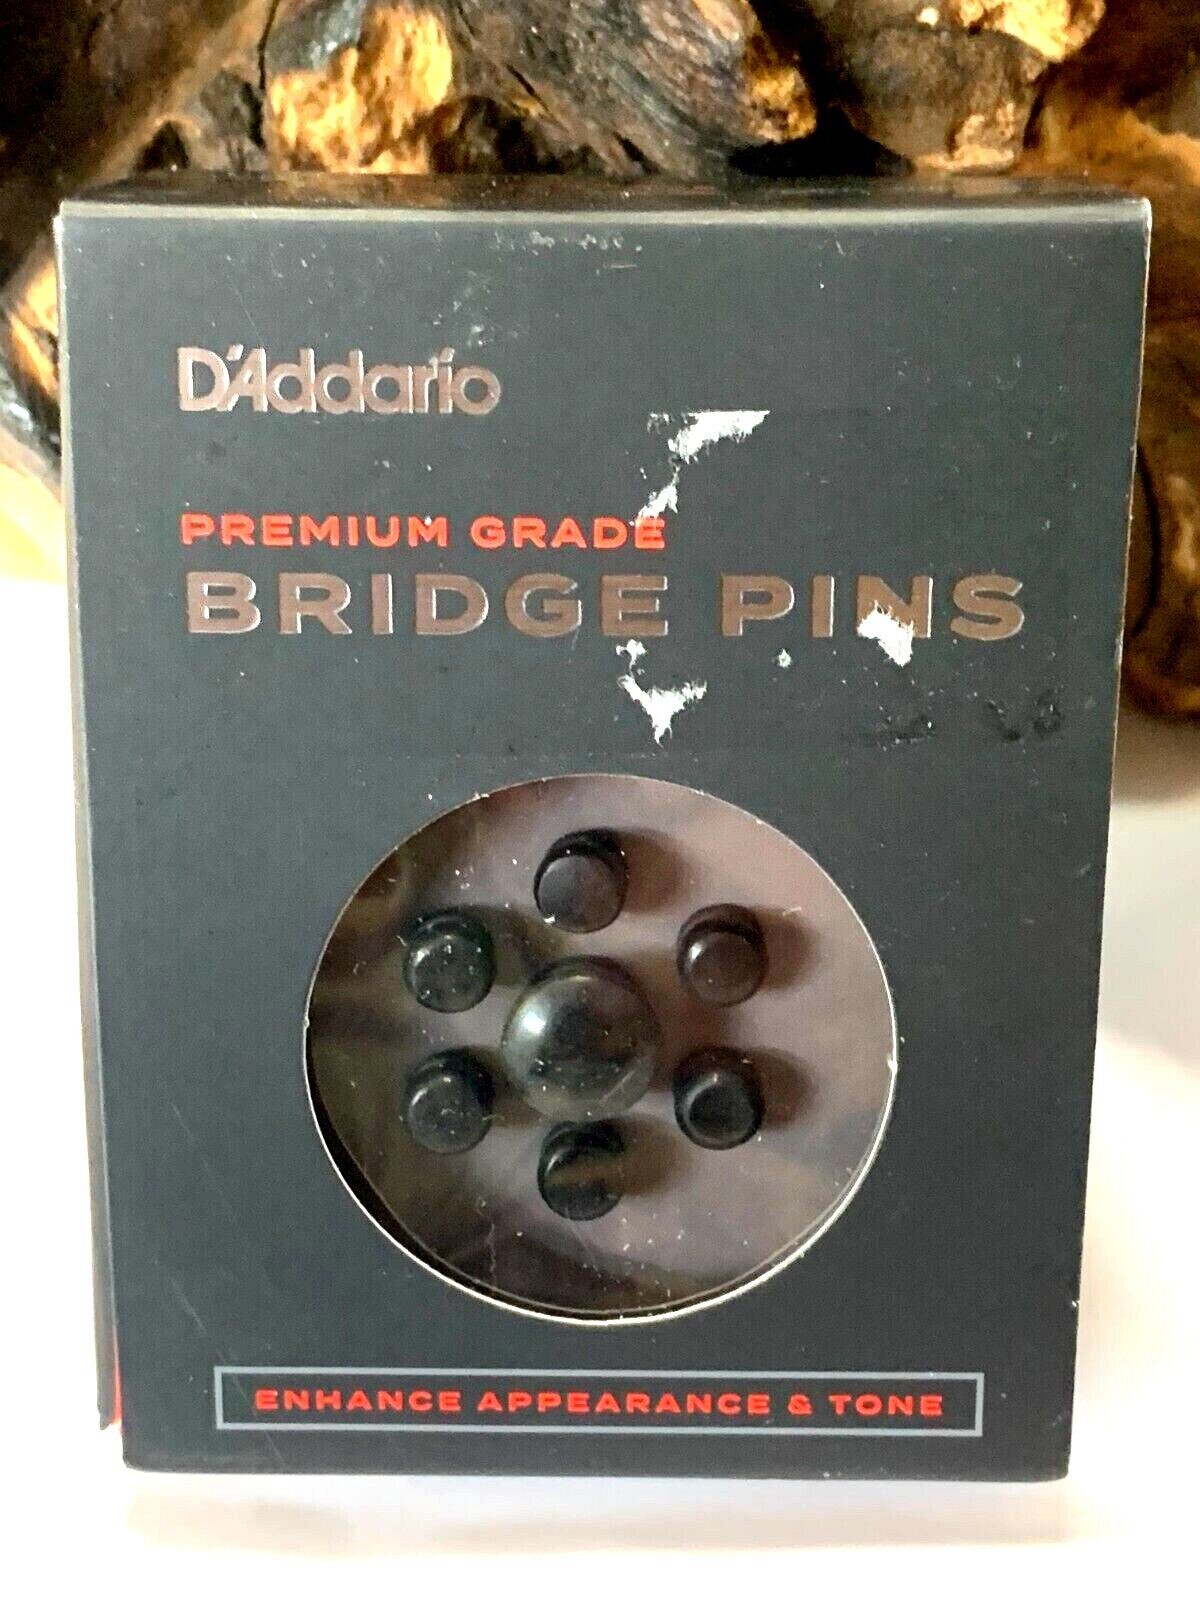 D'Addario
PREMIUM GRADE
BRIDGE PINS
ENHANCE APPEARANCE & TONE